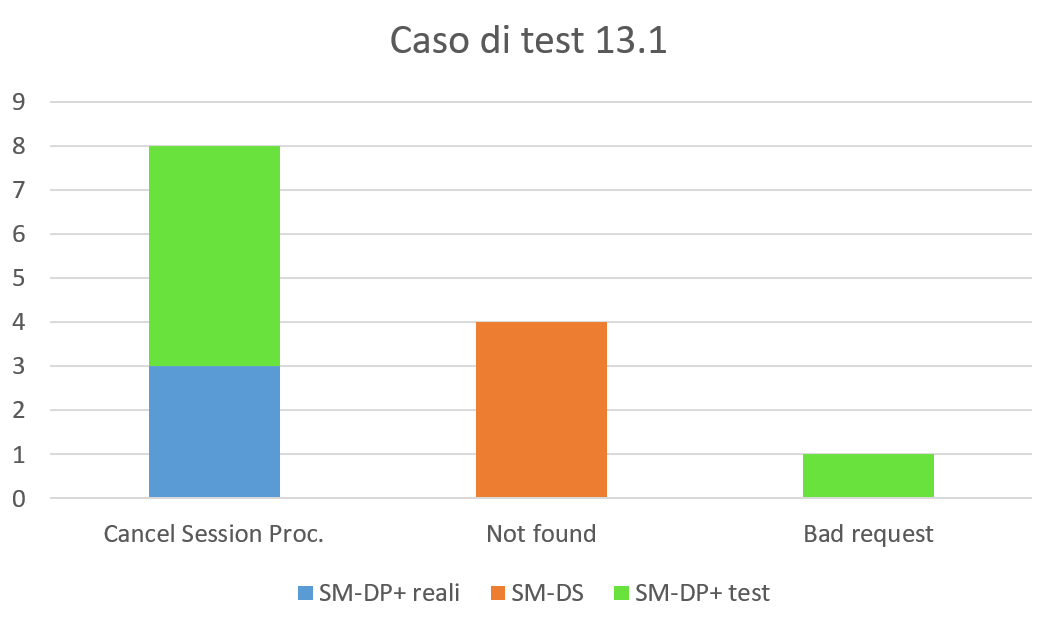 Caso di test 13.1
9
8
7
6
5
4
3
2
1
0
Cancel Session Proc.
Not found
Bad request
SM-DP+ reali
SM-DS
SM-DP+ test